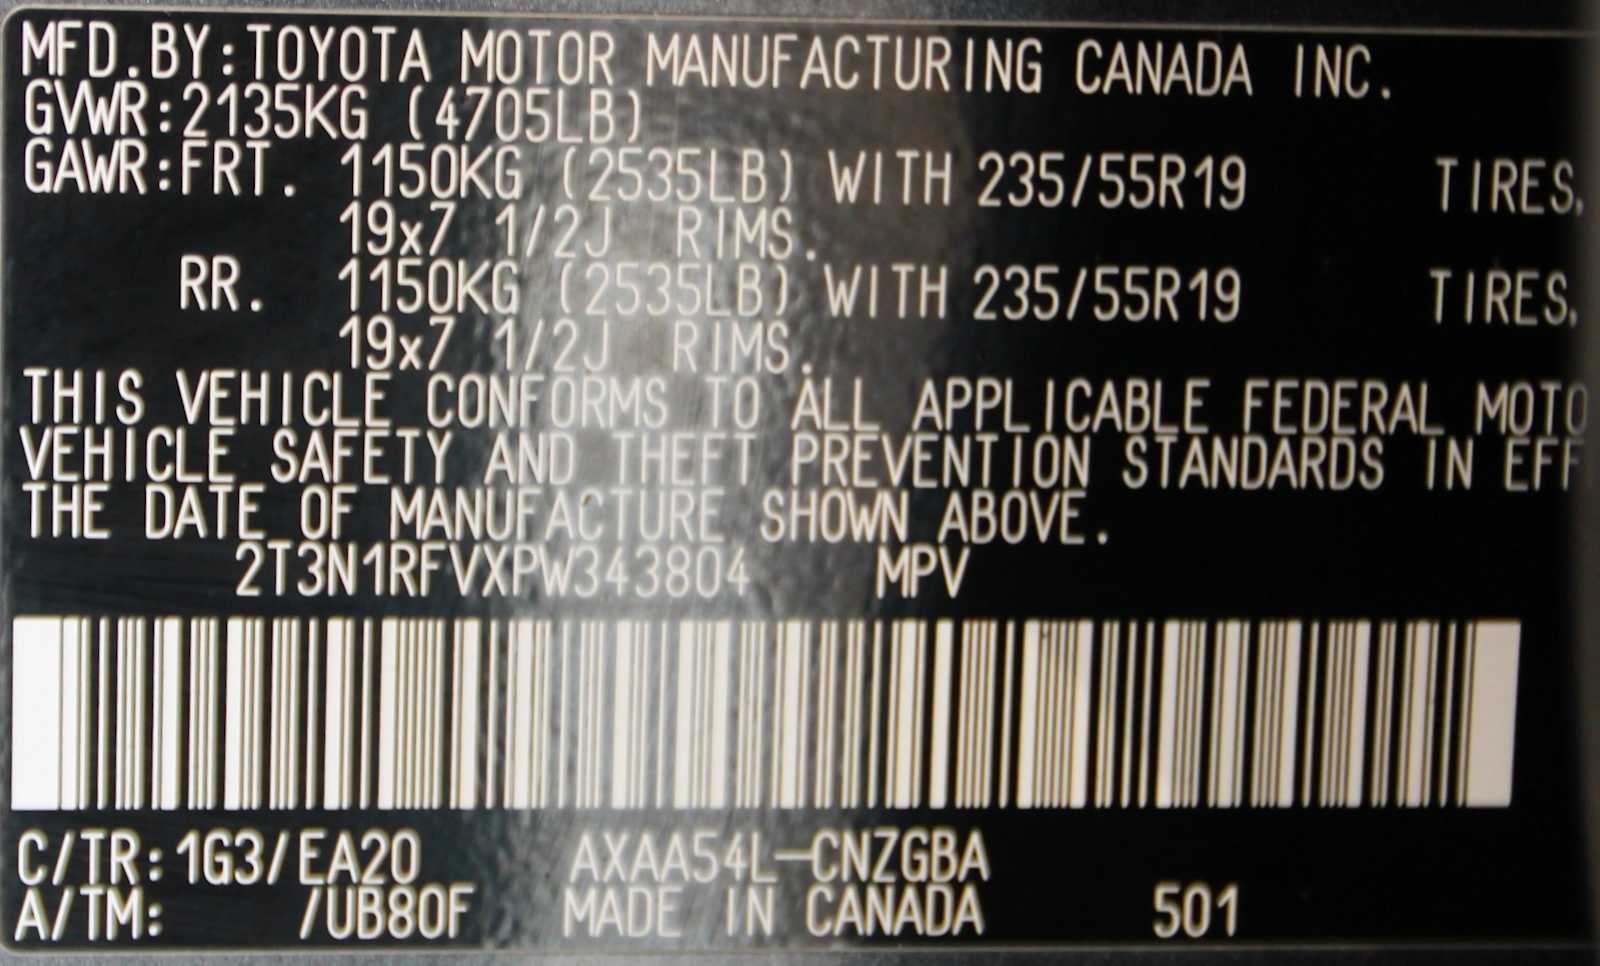 MFD.BY:TOYOTA MOTOR MANUFACTURING CANADA INC.
GVWR:2135KG (4705LB)
GAWR:FRT. 1150KG (2535LB) WITH 235/55R19 TIRES,
19x7 1/2J RIMS.
RR. 1150KG (2535LB) WITH 235/55R19 TIRES,
19x7 1/2J RIMS.
THIS VEHICLE CONFORMS TO ALL APPLICABLE FEDERAL MOTO
VEHICLE SAFETY AND THEFT PREVENTION STANDARDS IN EFF
THE DATE OF MANUFACTURE SHOWN ABOVE.
2T3N1RFVXPW343804 MPV
C/TR:1G3/EA20 AXAA54L-CNZGBA
A/TM: /UB80F MADE IN CANADA 501